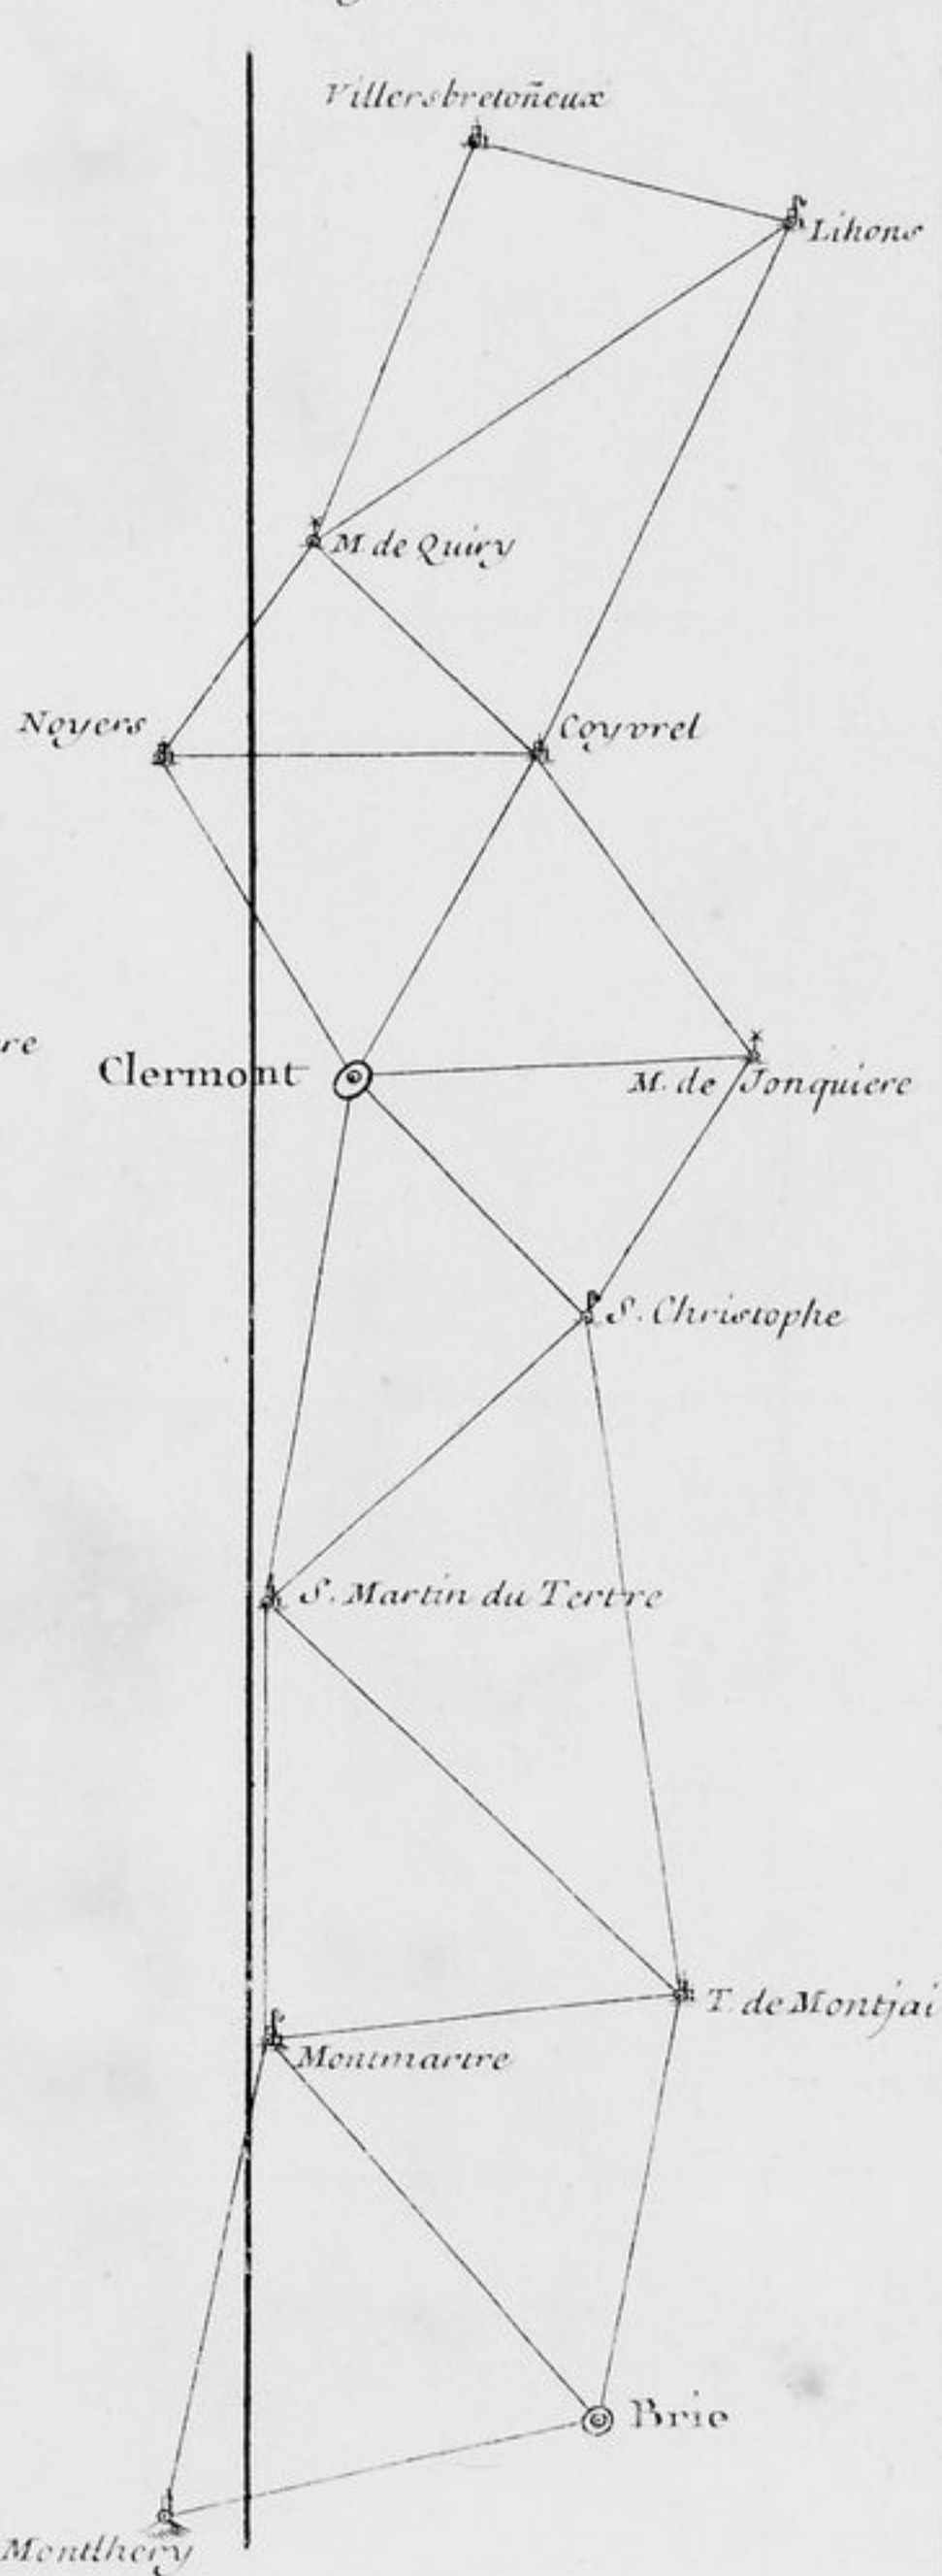 Villersbretoñeux
Lihons
M. de Quiry
Noyers
Coyvrel
re
Clermont
M. de Jonquiere
S. Christophe
S. Martin du Tertre
T. de Montjai
Montmartre
Brie
Montlhery